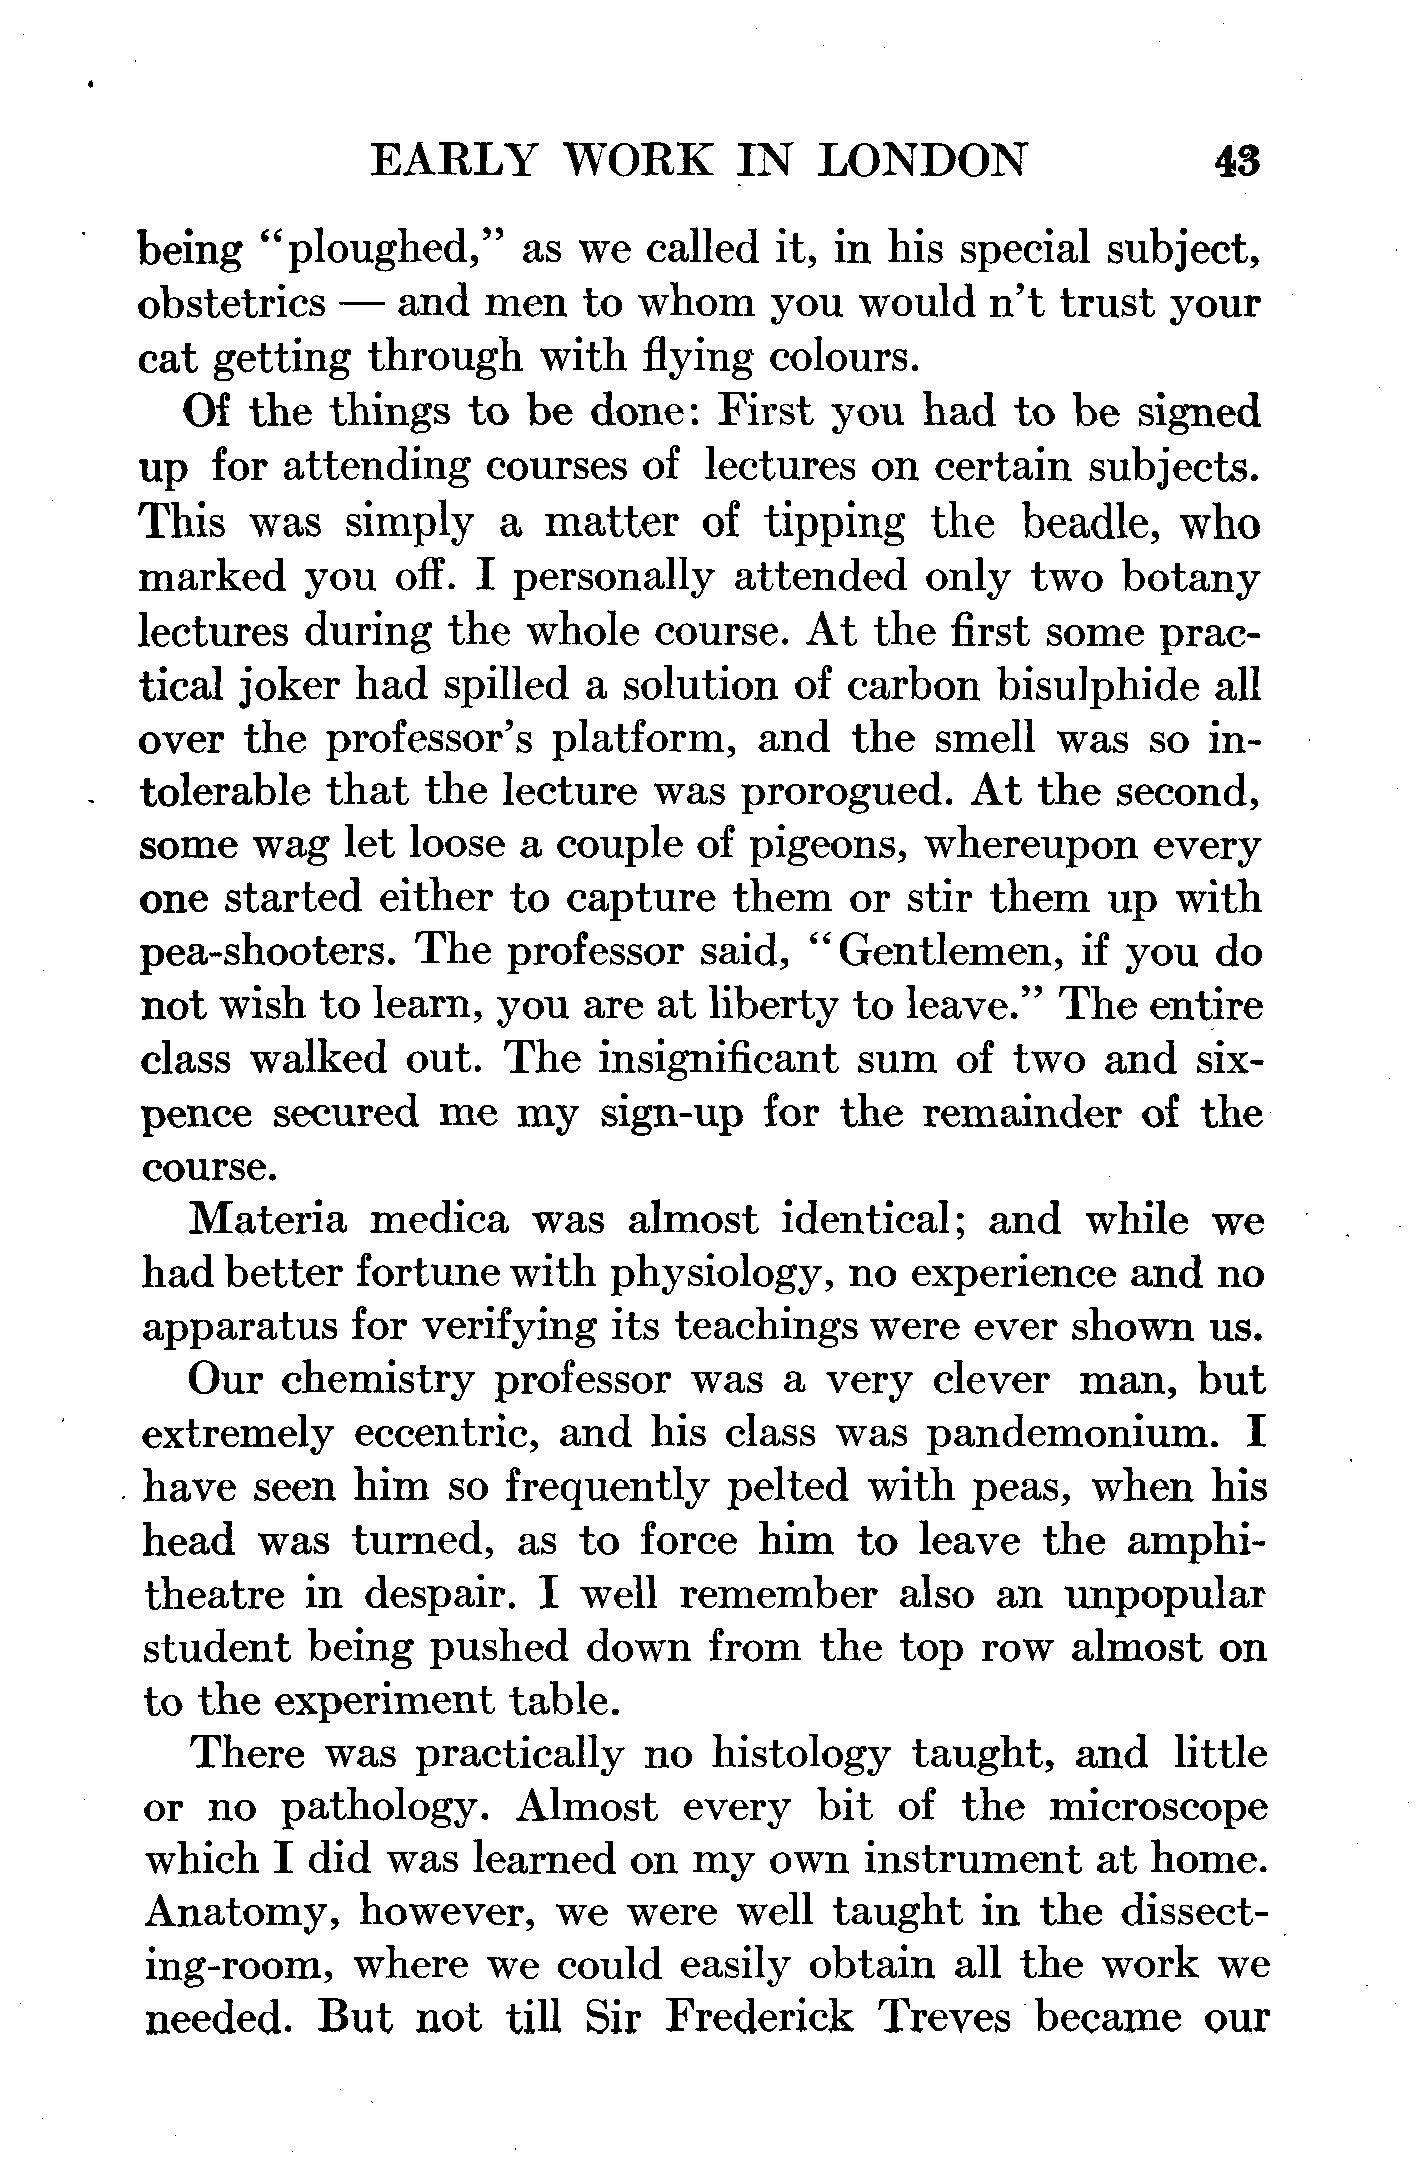 EARLY WORK IN LONDON 43
being “ploughed,” as we called it, in his special subject,
obstetrics — and men to whom you would n’t trust your
cat getting through with flying colours.
Of the things to be done: First you had to be signed
up for attending courses of lectures on certain subjects.
This was simply a matter of tipping the beadle, who
marked you off. I personally attended only two botany
lectures during the whole course. At the first some prac-
tical joker had spilled a solution of carbon bisulphide all
over the professor’s platform, and the smell was so in-
tolerable that the lecture was prorogued. At the second,
some wag let loose a couple of pigeons, whereupon every
one started either to capture them or stir them up with
pea-shooters. The professor said, “Gentlemen, if you do
not wish to learn, you are at liberty to leave.” The entire
class walked out. The insignificant sum of two and six-
pence secured me my sign-up for the remainder of the
course.
Materia medica was almost identical; and while we
had better fortune with physiology, no experience and no
apparatus for verifying its teachings were ever shown us.
Our chemistry professor was a very clever man, but
extremely eccentric, and his class was pandemonium. I
have seen him so frequently pelted with peas, when his
head was turned, as to force him to leave the amphi-
theatre in despair. I well remember also an unpopular
student being pushed down from the top row almost on
to the experiment table.
There was practically no histology taught, and little
or no pathology. Almost every bit of the microscope
which I did was learned on my own instrument at home.
Anatomy, however, we were well taught in the dissect-
ing-room, where we could easily obtain all the work we
needed. But not till Sir Frederick Treves became our